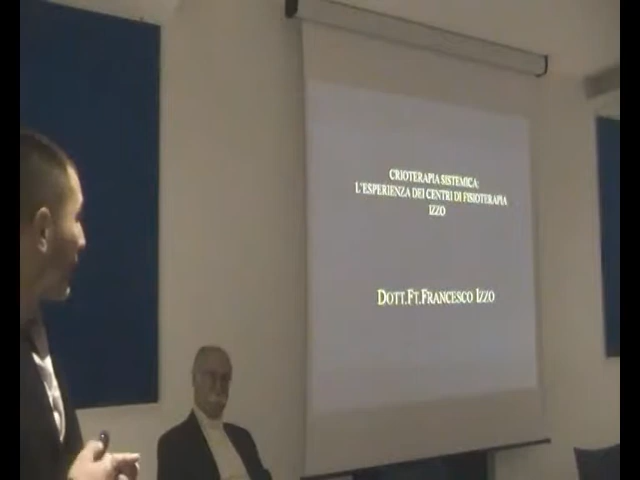 CRIOTERAPIA SISTEMICA:
L'ESPERIENZA DEI CENTRI DI FISIOTERAPIA
IZZO
DOTT.FT.FRANCESCO IZZO